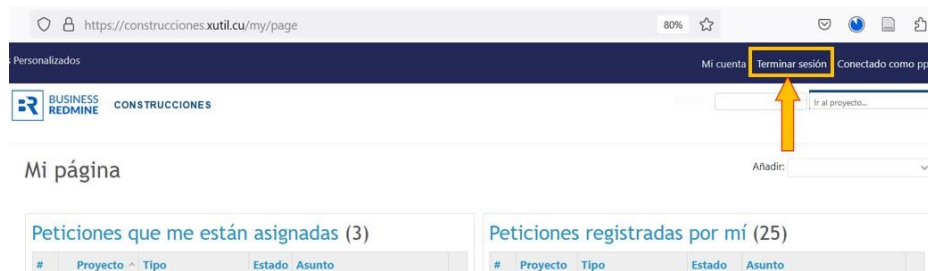 https://construcciones.xutil.cu/my/page
80%
s Personalizados
Mi cuenta Terminar sesión Conectado como pp
BR BUSINESS REDMINE CONSTRUCCIONES
Ir al proyecto...
Mi página
Añadir:
Peticiones que me están asignadas (3)
# Proyecto Tipo Estado Asunto
Peticiones registradas por mí (25)
# Proyecto Tipo Estado Asunto